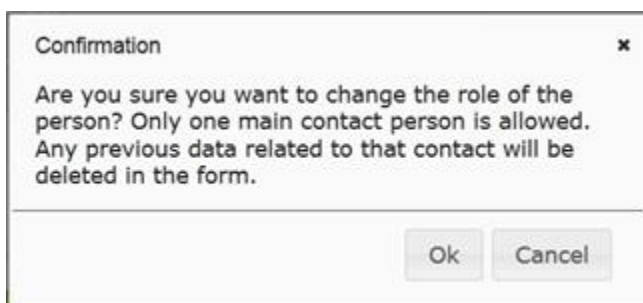 Confirmation
Are you sure you want to change the role of the
person? Only one main contact person is allowed.
Any previous data related to that contact will be
deleted in the form.
Ok Cancel